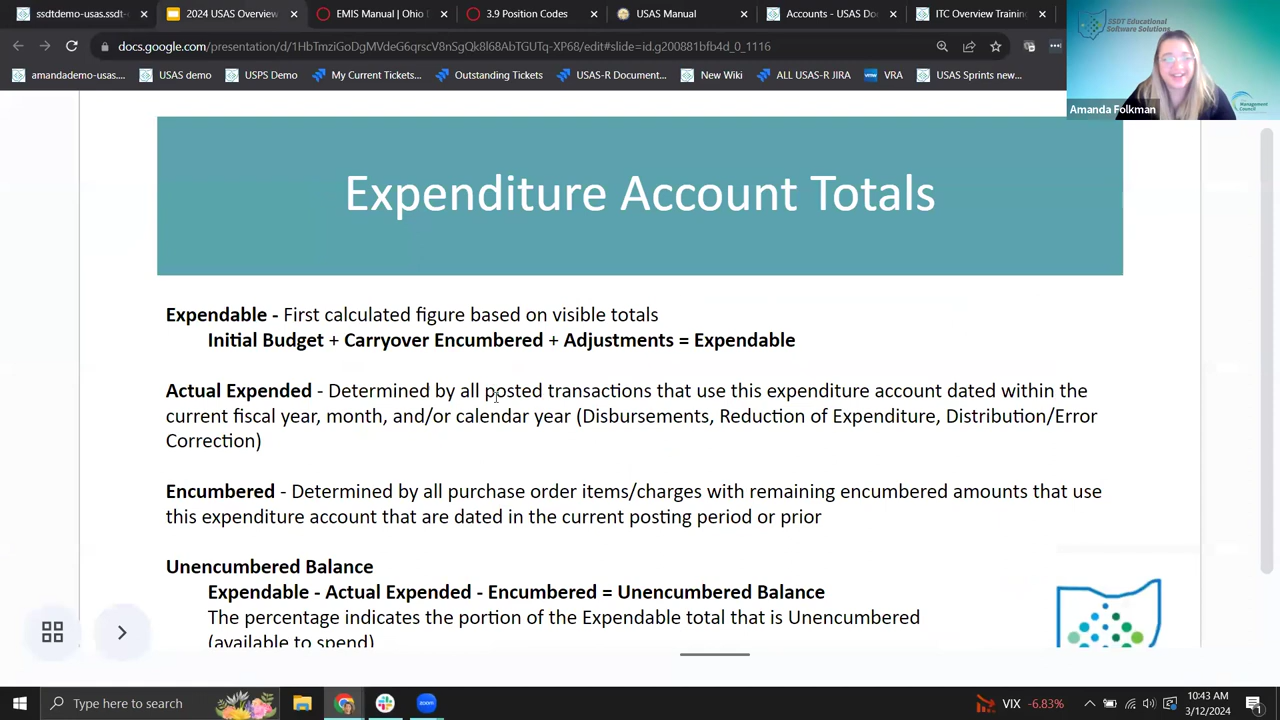 ssdtdemo-usas.ssdt-
2024 USAS Overview
EMIS Manual | Ohio
3.9 Position Codes
USAS Manual
Accounts - USAS Do
ITC Overview Training
docs.google.com/presentation/d/1HbTmziGoDgMVdeG6qrscV8nSgQk8l68AbTGUTq-XP68/edit#slide=id.g200881bfb4d_0_1116
amandademo-usas....
USAS demo
USPS Demo
My Current Tickets...
Outstanding Tickets
USAS-R Document...
New Wiki
ALL USAS-R JIRA
VRA
USAS Sprints new...
SSDT Educational
Software Solutions
Management
Council
Amanda Folkman
Expenditure Account Totals
Expendable - First calculated figure based on visible totals
Initial Budget + Carryover Encumbered + Adjustments = Expendable
Actual Expended - Determined by all posted transactions that use this expenditure account dated within the
current fiscal year, month, and/or calendar year (Disbursements, Reduction of Expenditure, Distribution/Error
Correction)
Encumbered - Determined by all purchase order items/charges with remaining encumbered amounts that use
this expenditure account that are dated in the current posting period or prior
Unencumbered Balance
Expendable - Actual Expended - Encumbered = Unencumbered Balance
The percentage indicates the portion of the Expendable total that is Unencumbered
(available to spend)
Type here to search
VIX -6.83%
10:43 AM
3/12/2024
1